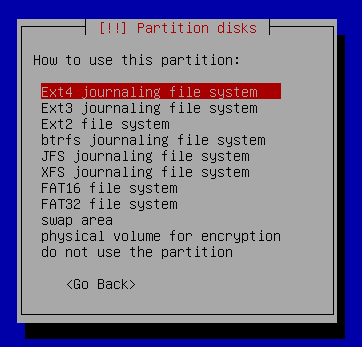 [!!] Partition disks
How to use this partition:
Ext4 journaling file system
Ext3 journaling file system
Ext2 file system
btrfs journaling file system
JFS journaling file system
XFS journaling file system
FAT16 file system
FAT32 file system
swap area
physical volume for encryption
do not use the partition
<Go Back>